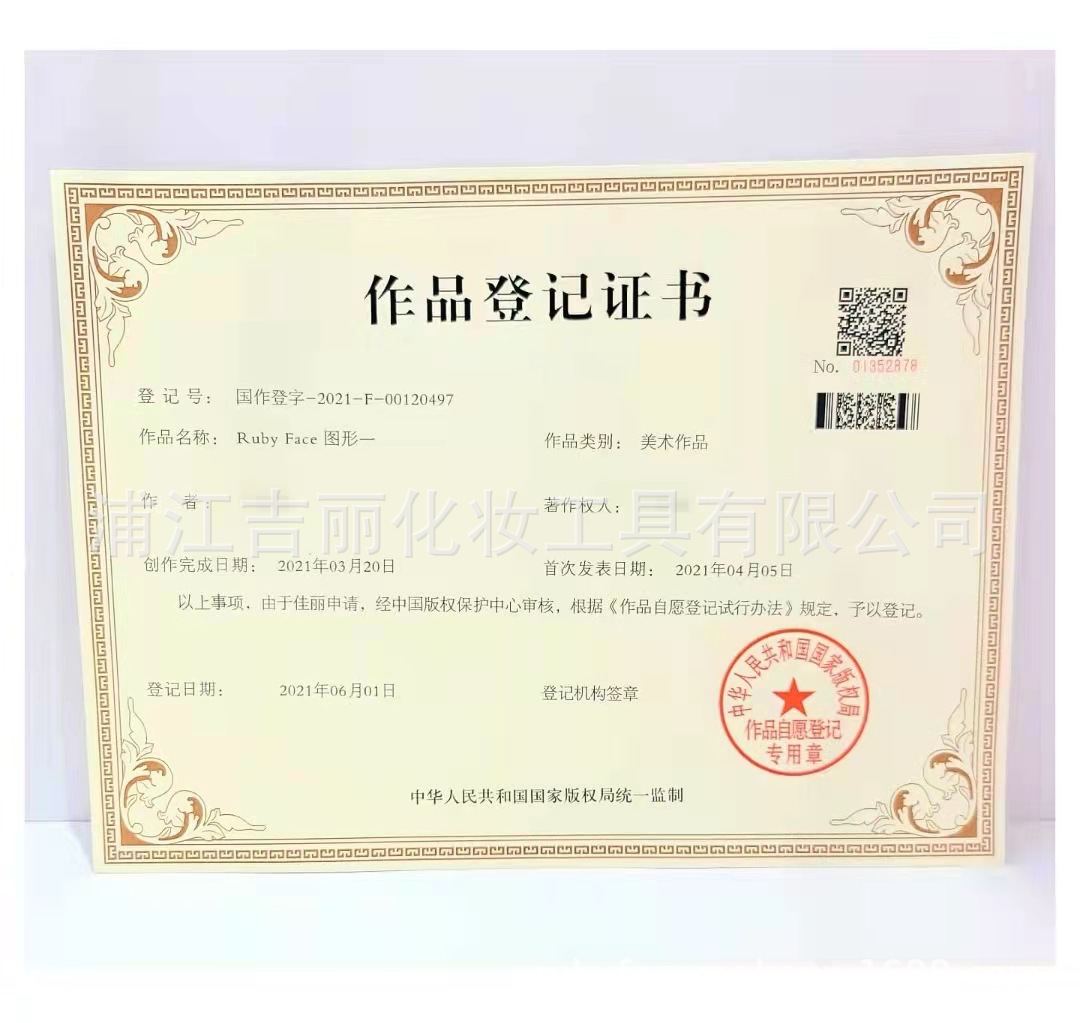 作品登记证书
No. 01352878
登 记 号： 国作登字-2021-F-00120497
作品名称： Ruby Face 图形一
作品类别： 美术作品
作 者：
著作权人：
浦江吉丽化妆工具有限公司
创作完成日期： 2021年03月20日
首次发表日期： 2021年04月05日
以上事项，由于佳丽申请，经中国版权保护中心审核，根据《作品自愿登记试行办法》规定，予以登记。
登记日期： 2021年06月01日
登记机构签章
中华人民共和国国家版权局
作品自愿登记
专用章
中华人民共和国国家版权局统一监制